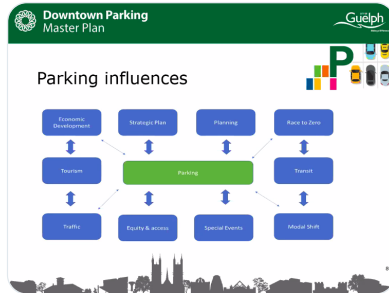 Downtown Parking
Master Plan
Guelph
P
Parking influences
Economic
Development
Strategic Plan
Planning
Race to Zero
Tourism
Parking
Transit
Traffic
Equity & access
Special Events
Modal Shift
8